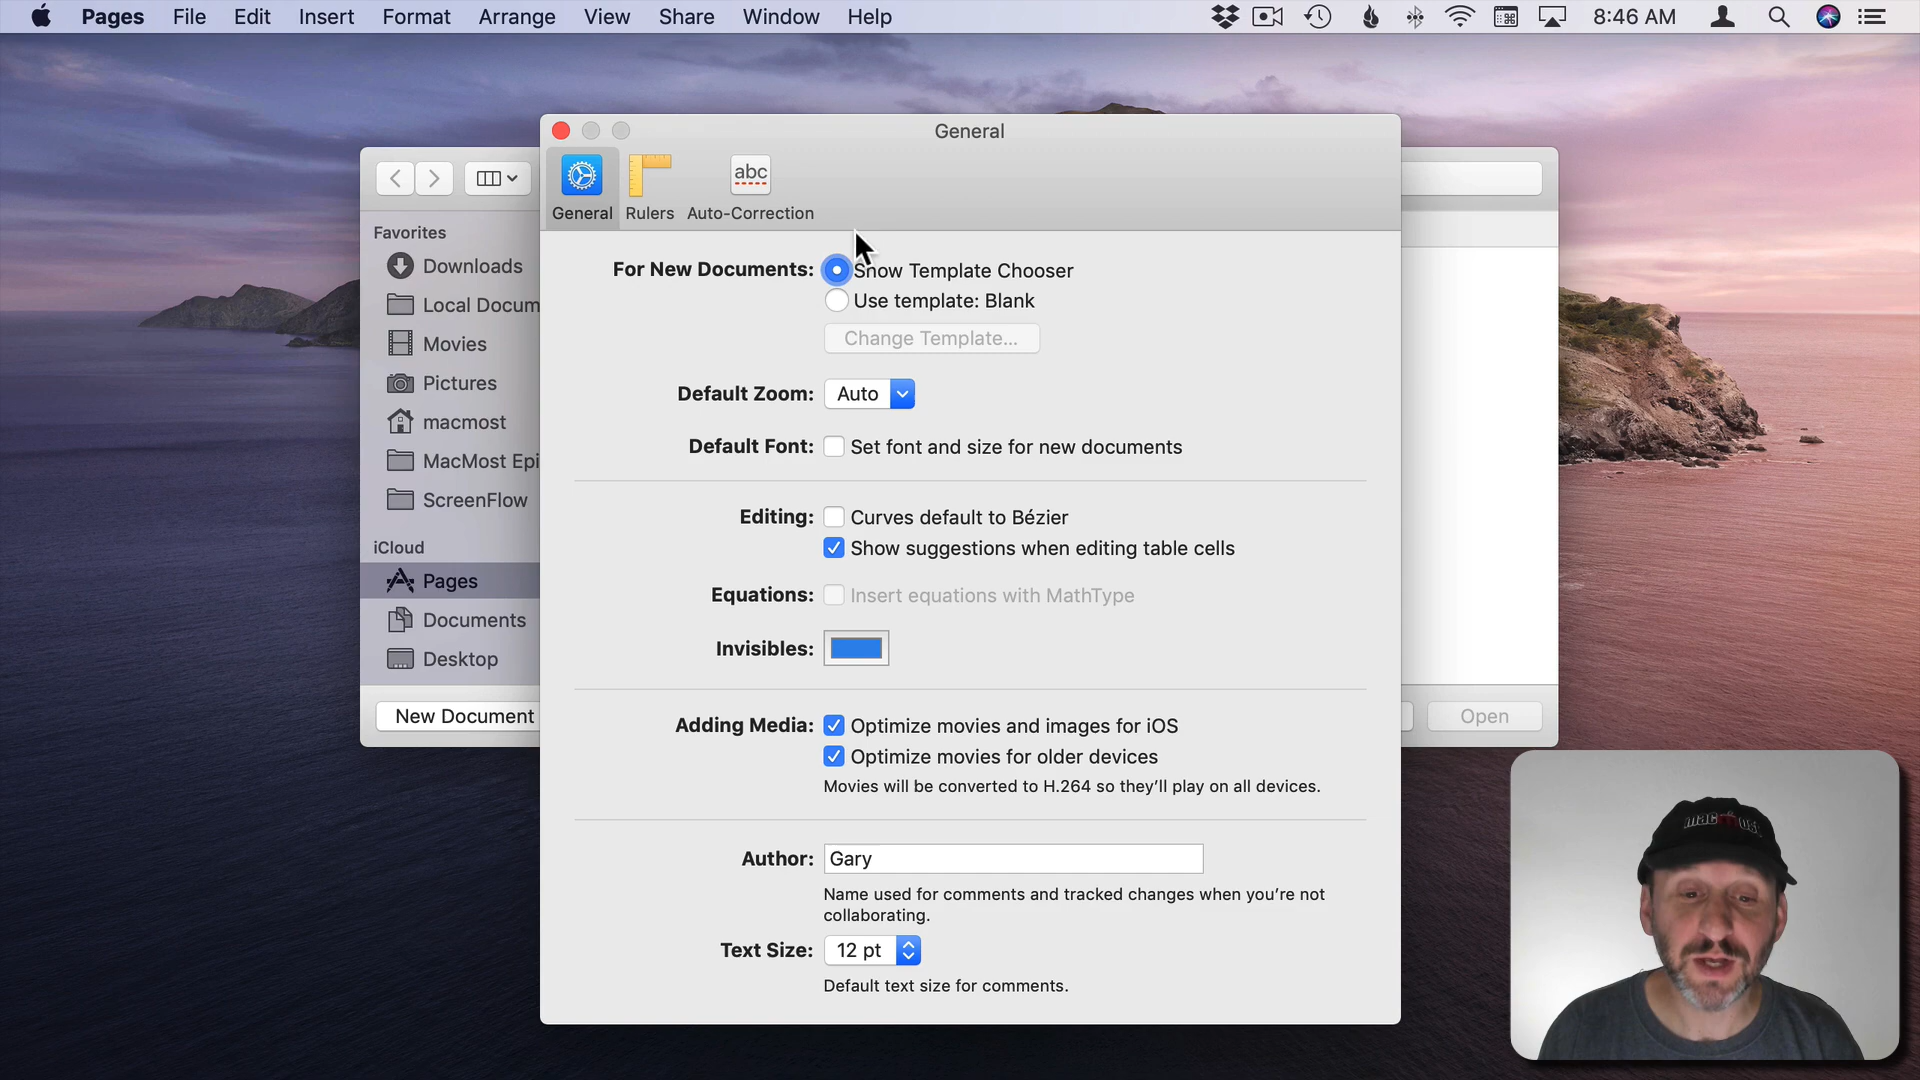 Pages File Edit Insert Format Arrange View Share Window Help 8:46 AM
General
abc
General Rulers Auto-Correction
Favorites
Downloads
Local Docum
Movies
Pictures
macmost
MacMost Epi
ScreenFlow
iCloud
Pages
Documents
Desktop
New Document
Open
For New Documents: Show Template Chooser
Use template: Blank
Change Template...
Default Zoom: Auto
Default Font: Set font and size for new documents
Editing: Curves default to Bézier
Show suggestions when editing table cells
Equations: Insert equations with MathType
Invisibles:
Adding Media: Optimize movies and images for iOS
Optimize movies for older devices
Movies will be converted to H.264 so they’ll play on all devices.
Author: Gary
Name used for comments and tracked changes when you’re not
collaborating.
Text Size: 12 pt
Default text size for comments.